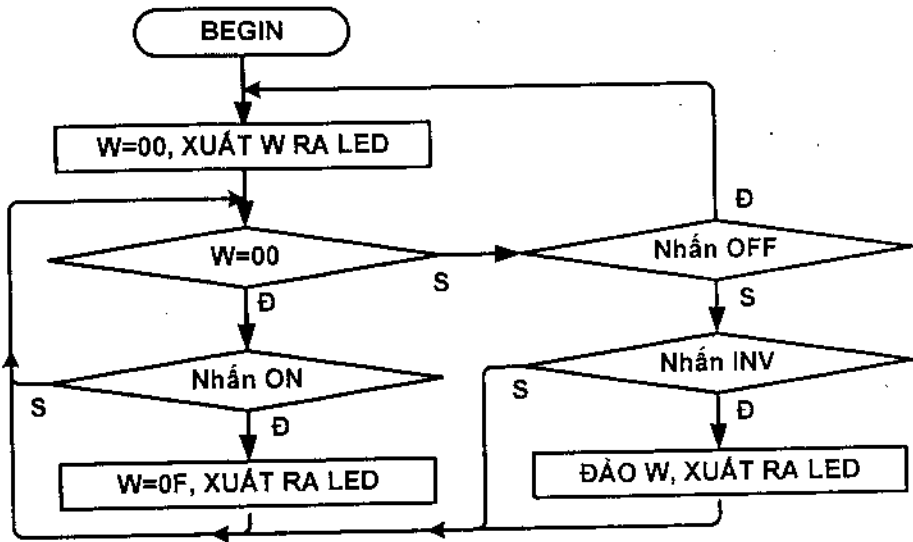 BEGIN
W=00, XUẤT W RA LED
Đ
W=00
Nhấn OFF
S
Đ
S
Nhấn ON
Nhấn INV
S
S
Đ
Đ
W=0F, XUẤT RA LED
ĐẢO W, XUẤT RA LED